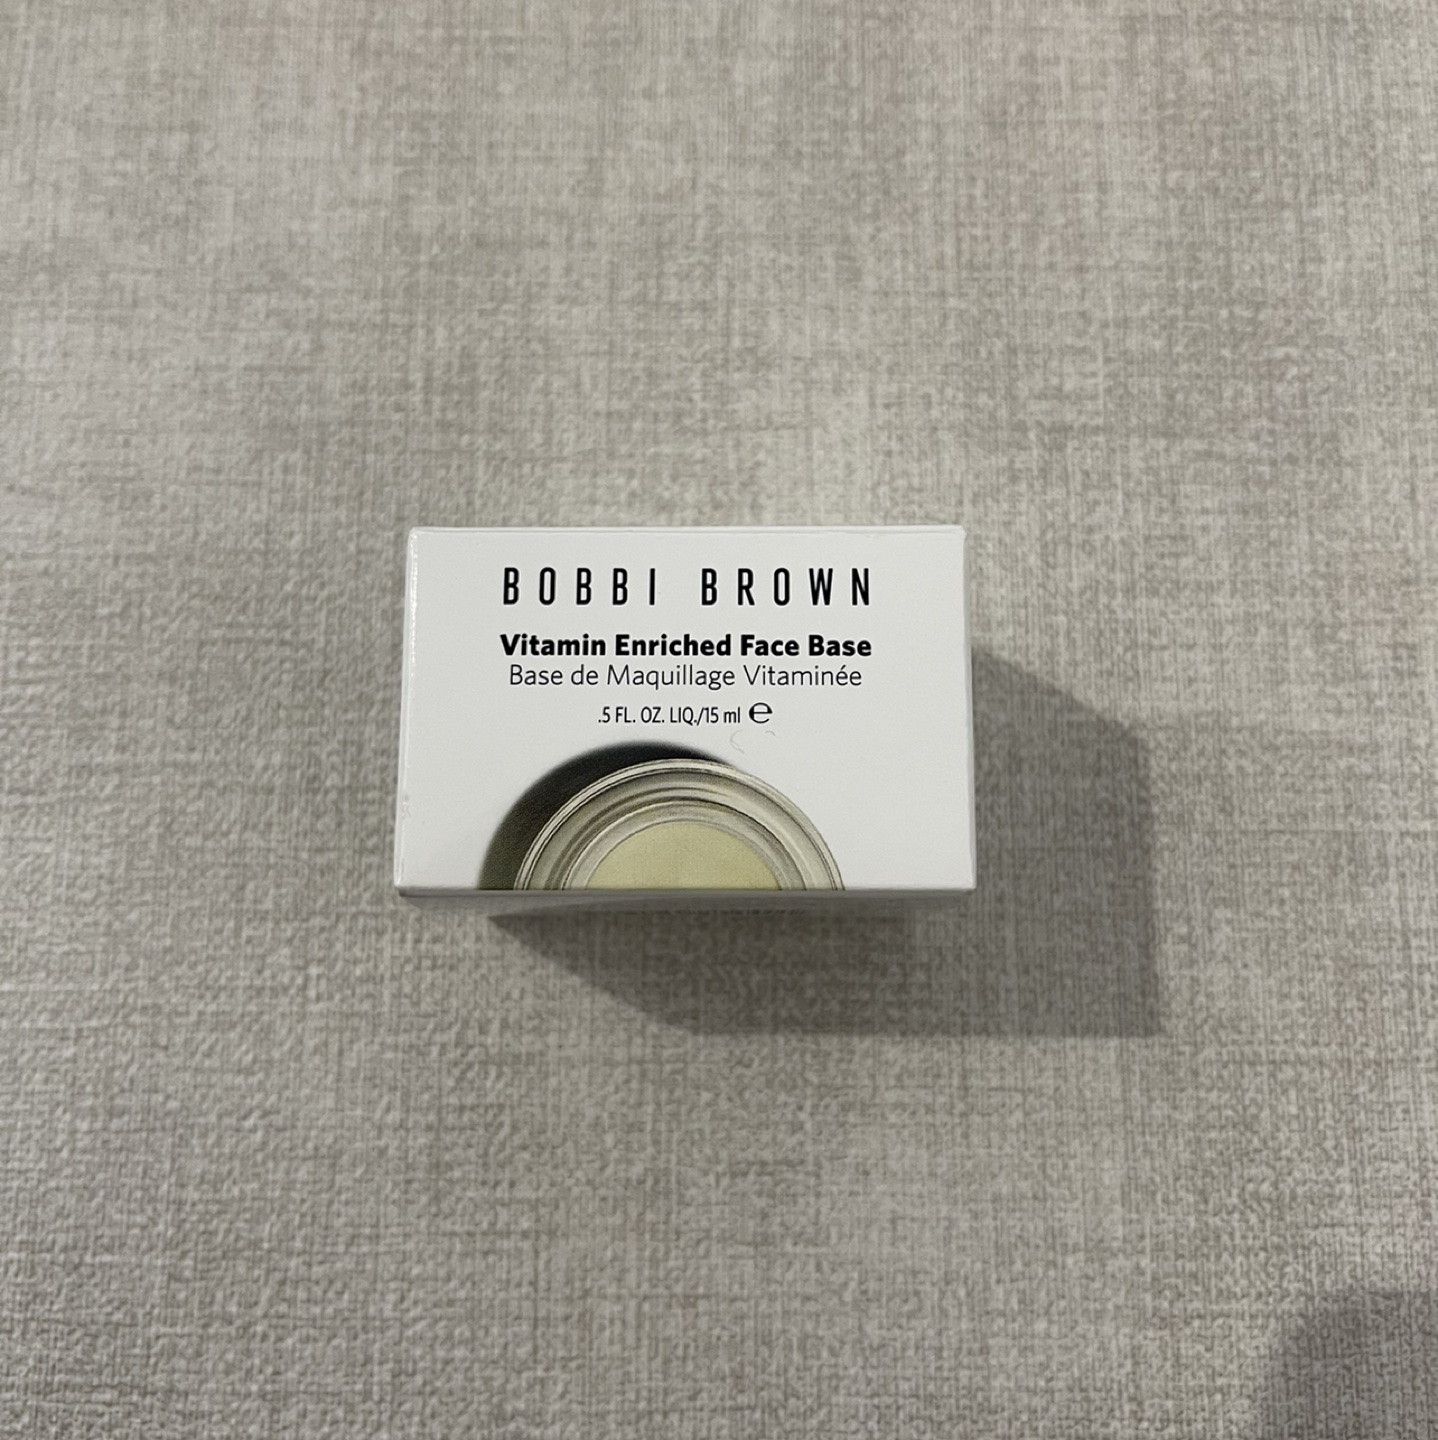 BOBBI BROWN
Vitamin Enriched Face Base
Base de Maquillage Vitaminée
.5 FL. OZ. LIQ./15 ml ℮